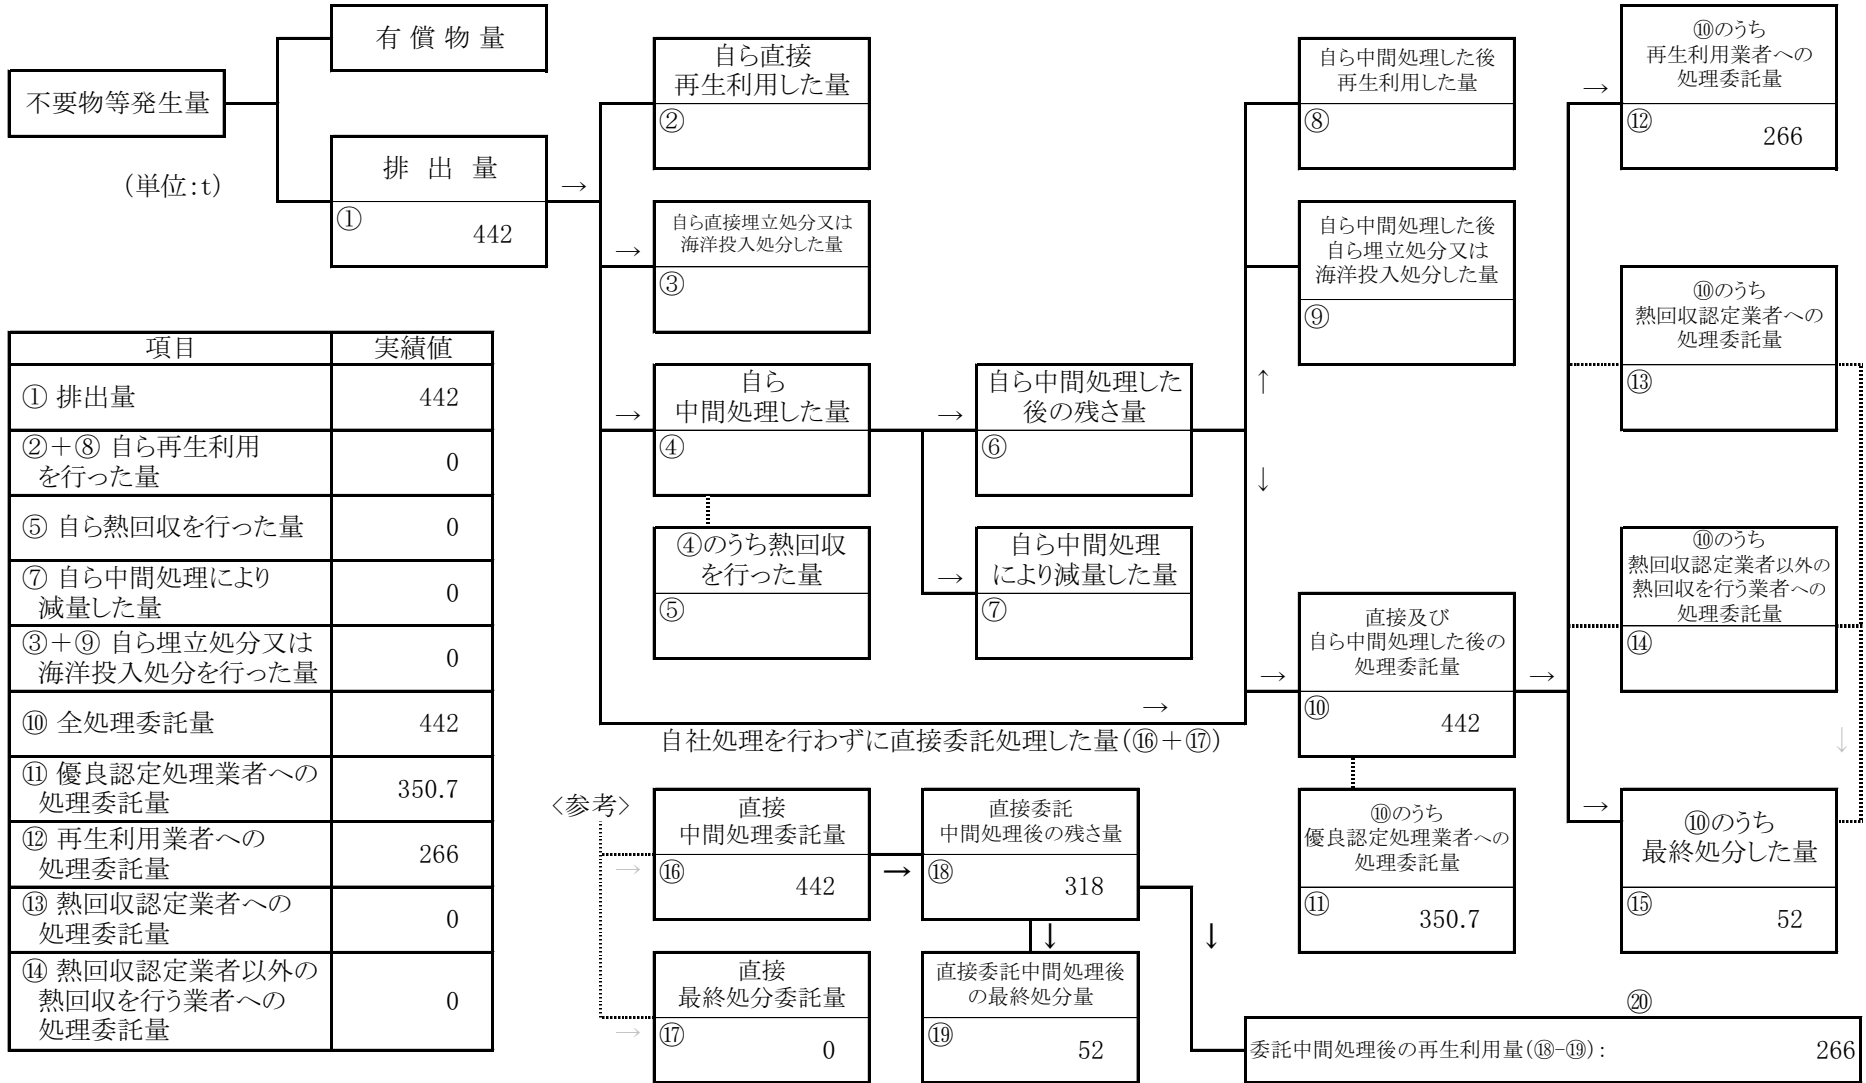 有 償 物 量
不要物等発生量
(単位:t)
排 出 量
→
①
442
自ら直接
再生利用した量
②
→
自ら直接埋立処分又は
海洋投入処分した量
③
→
自ら
中間処理した量
④
④のうち熱回収
を行った量
⑤
→
自ら中間処理した
後の残さ量
⑥
→
自ら中間処理
により減量した量
⑦
↑
↓
自ら中間処理した後
再生利用した量
⑧
自ら中間処理した後
自ら埋立処分又は
海洋投入処分した量
⑨
→
自社処理を行わずに直接委託処理した量(⑯+⑰)
→
直接及び
自ら中間処理した後の
処理委託量
⑩
442
→
⑩のうち
優良認定処理業者への
処理委託量
⑪
350.7
→
⑩のうち
再生利用業者への
処理委託量
⑫
266
⑩のうち
熱回収認定業者への
処理委託量
⑬
⑩のうち
熱回収認定業者以外の
熱回収を行う業者への
処理委託量
⑭
↓
→
⑩のうち
最終処分した量
⑮
52
項目 実績値
① 排出量 442
②+⑧ 自ら再生利用
を行った量 0
⑤ 自ら熱回収を行った量 0
⑦ 自ら中間処理により
減量した量 0
③+⑨ 自ら埋立処分又は
海洋投入処分を行った量 0
⑩ 全処理委託量 442
⑪ 優良認定処理業者への
処理委託量 350.7
⑫ 再生利用業者への
処理委託量 266
⑬ 熱回収認定業者への
処理委託量 0
⑭ 熱回収認定業者以外の
熱回収を行う業者への
処理委託量 0
〈参考〉
→
直接
中間処理委託量
⑯
442
→
直接委託
中間処理後の残さ量
⑱
318
↓
↓
→
直接
最終処分委託量
⑰
0
直接委託中間処理後
の最終処分量
⑲
52
⑳
委託中間処理後の再生利用量(⑱-⑲): 266